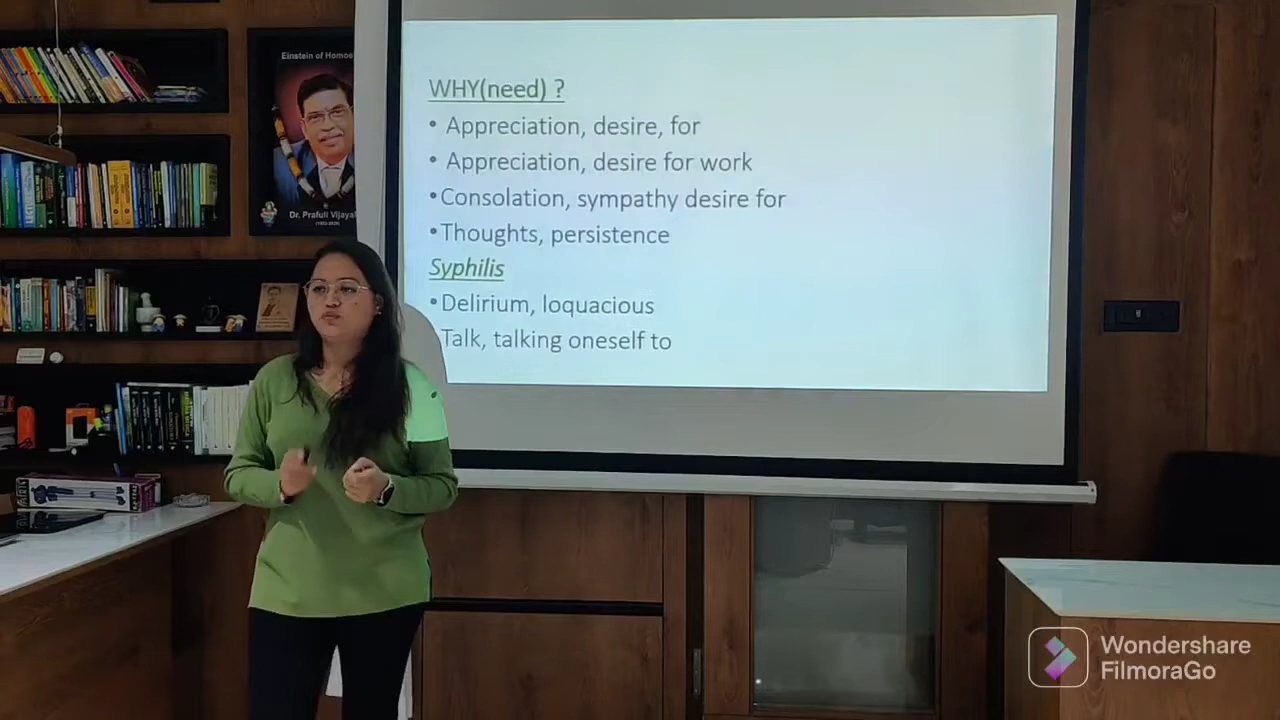 Einstein of Homoe
Dr. Prafull Vijayak
WHY(need) ?
• Appreciation, desire, for
• Appreciation, desire for work
• Consolation, sympathy desire for
• Thoughts, persistence
Syphilis
• Delirium, loquacious
Talk, talking oneself to
Wondershare
FilmoraGo